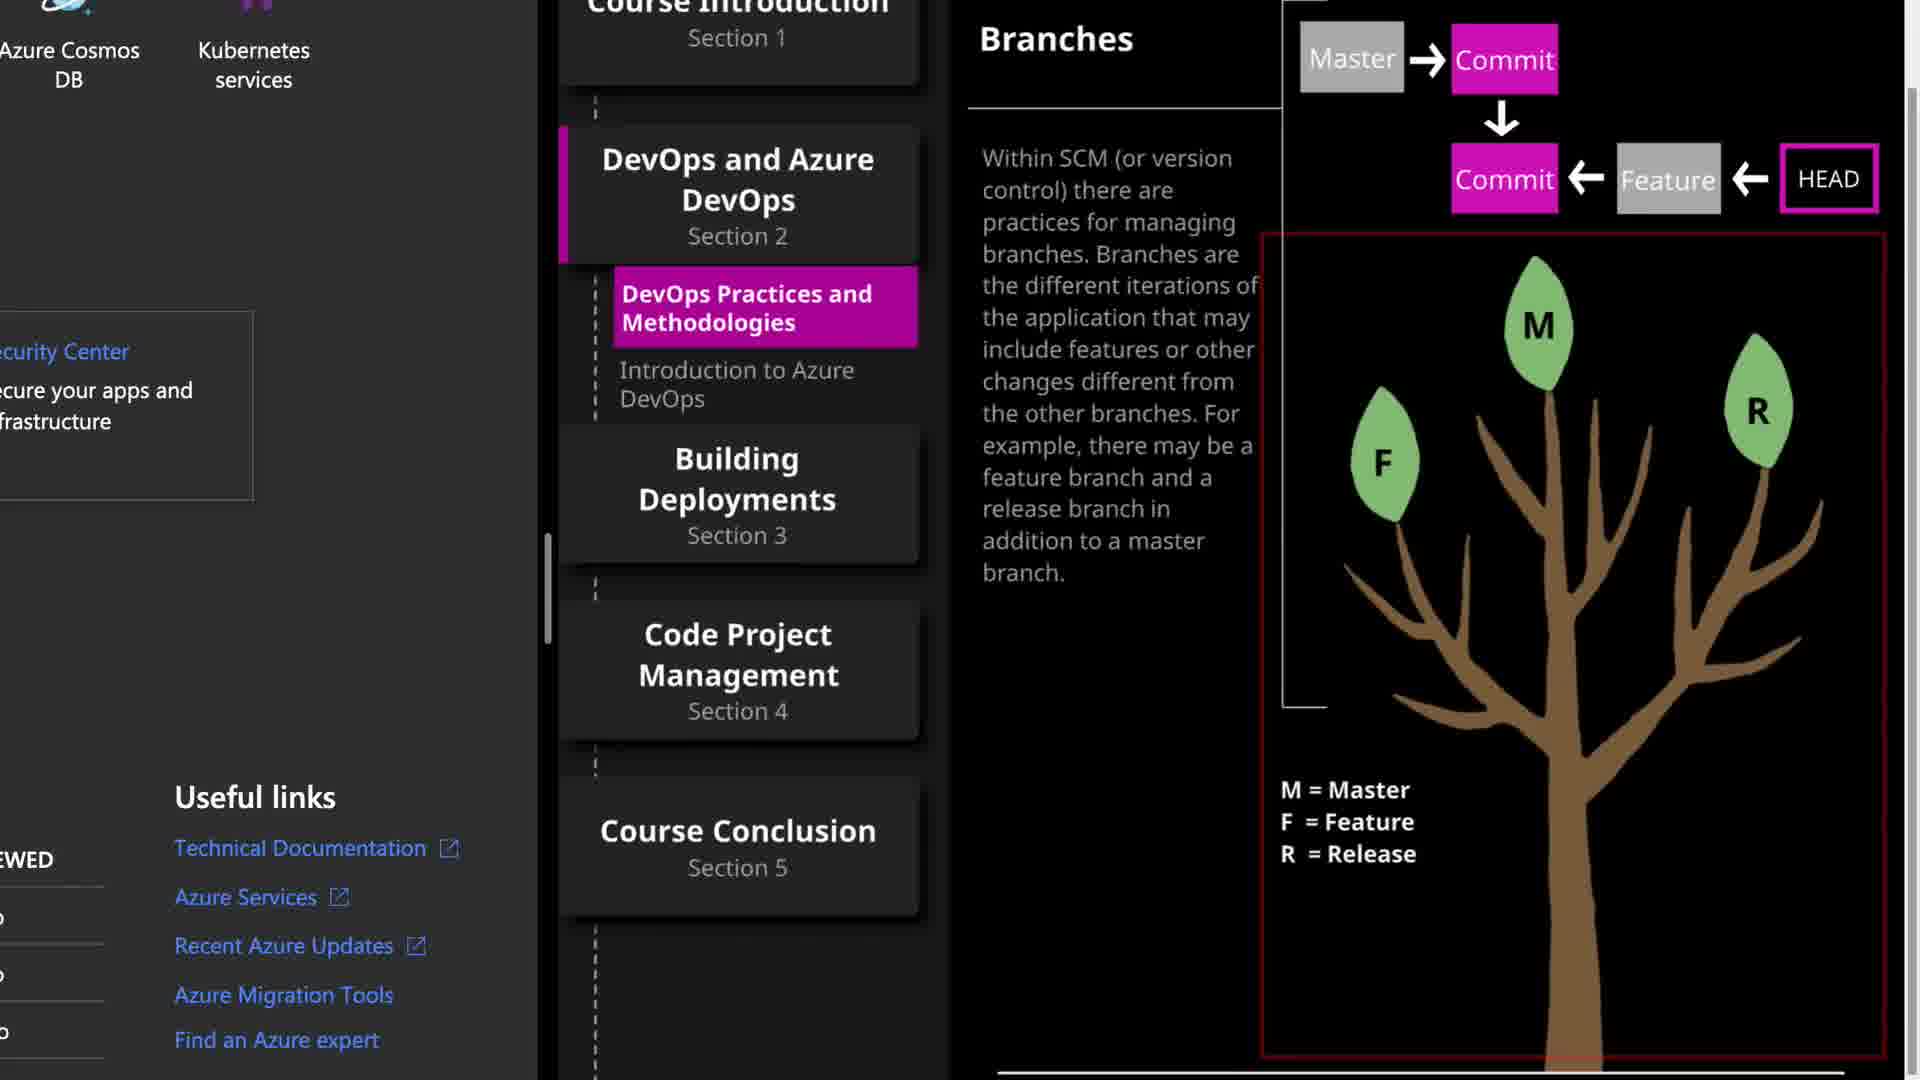 Azure Cosmos
DB
Kubernetes
services
ecurity Center
ecure your apps and
frastructure
Useful links
Technical Documentation
EWED
Azure Services
Recent Azure Updates
Azure Migration Tools
Find an Azure expert
Course Introduction
Section 1
DevOps and Azure
DevOps
Section 2
DevOps Practices and
Methodologies
Introduction to Azure
DevOps
Building
Deployments
Section 3
Code Project
Management
Section 4
Course Conclusion
Section 5
Branches
Within SCM (or version
control) there are
practices for managing
branches. Branches are
the different iterations of
the application that may
include features or other
changes different from
the other branches. For
example, there may be a
feature branch and a
release branch in
addition to a master
branch.
Master
Commit
Commit
Feature
HEAD
M
R
F
M = Master
F = Feature
R = Release